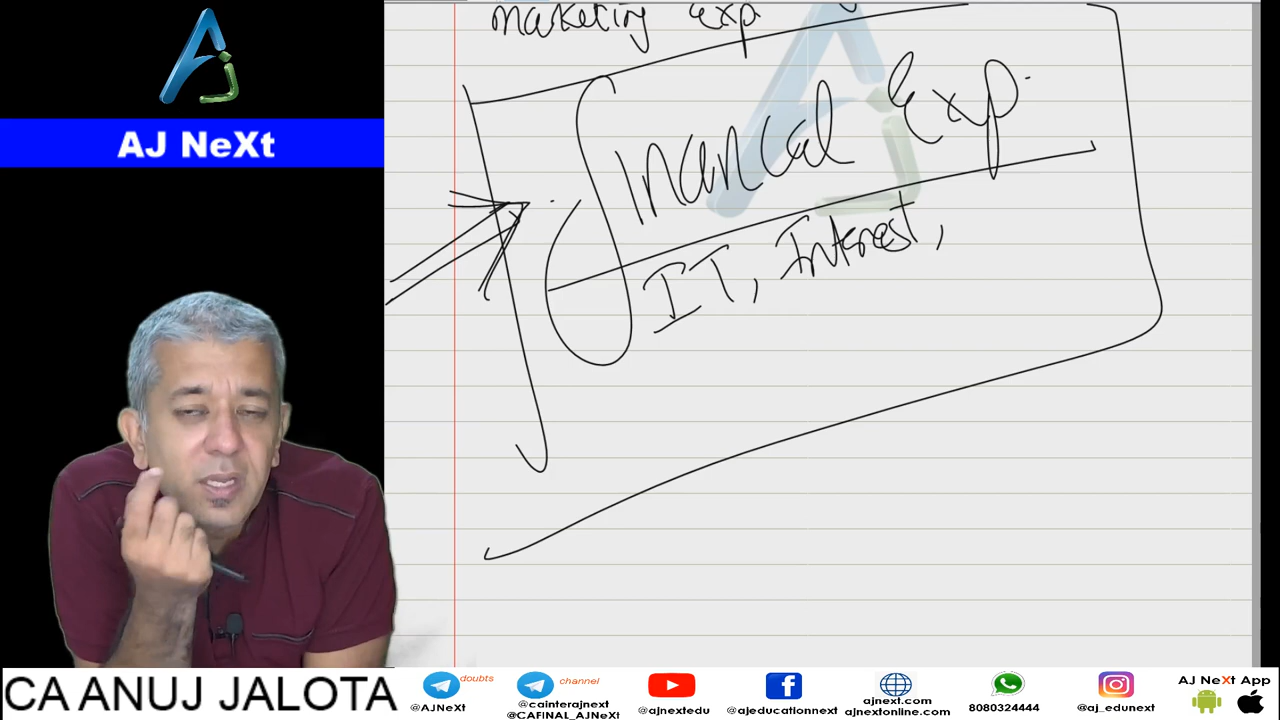 marketing exp
Financal Exp.
IT, Interest,
AJ NeXt
CA ANUJ JALOTA
doubts
@AJNeXt
channel
@cainterajnext
@CAFINAL_AJNeXt
@ajnextedu
@ajeducationnext
ajnext.com
ajnextonline.com
8080324444
@aj_edunext
AJ NeXt App